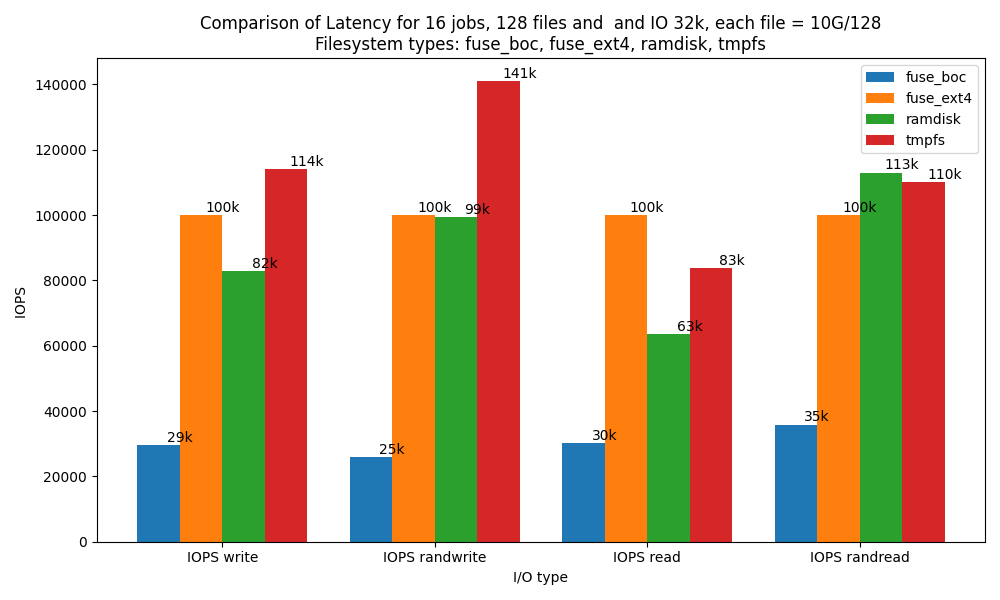 Comparison of Latency for 16 jobs, 128 files and  and IO 32k, each file = 10G/128
Filesystem types: fuse_boc, fuse_ext4, ramdisk, tmpfs
fuse_boc
fuse_ext4
ramdisk
tmpfs
IOPS
140000
120000
100000
80000
60000
40000
20000
0
29k
100k
82k
114k
25k
100k
99k
141k
30k
100k
63k
83k
35k
100k
113k
110k
IOPS write
IOPS randwrite
IOPS read
IOPS randread
I/O type